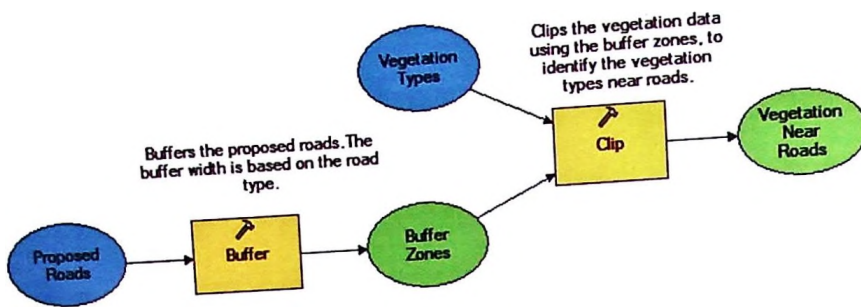 Vegetation
Types
Clips the vegetation data
using the buffer zones, to
identify the vegetation
types near roads.
Clip
Vegetation
Near
Roads
Buffers the proposed roads. The
buffer width is based on the road
type.
Proposed
Roads
Buffer
Buffer
Zones